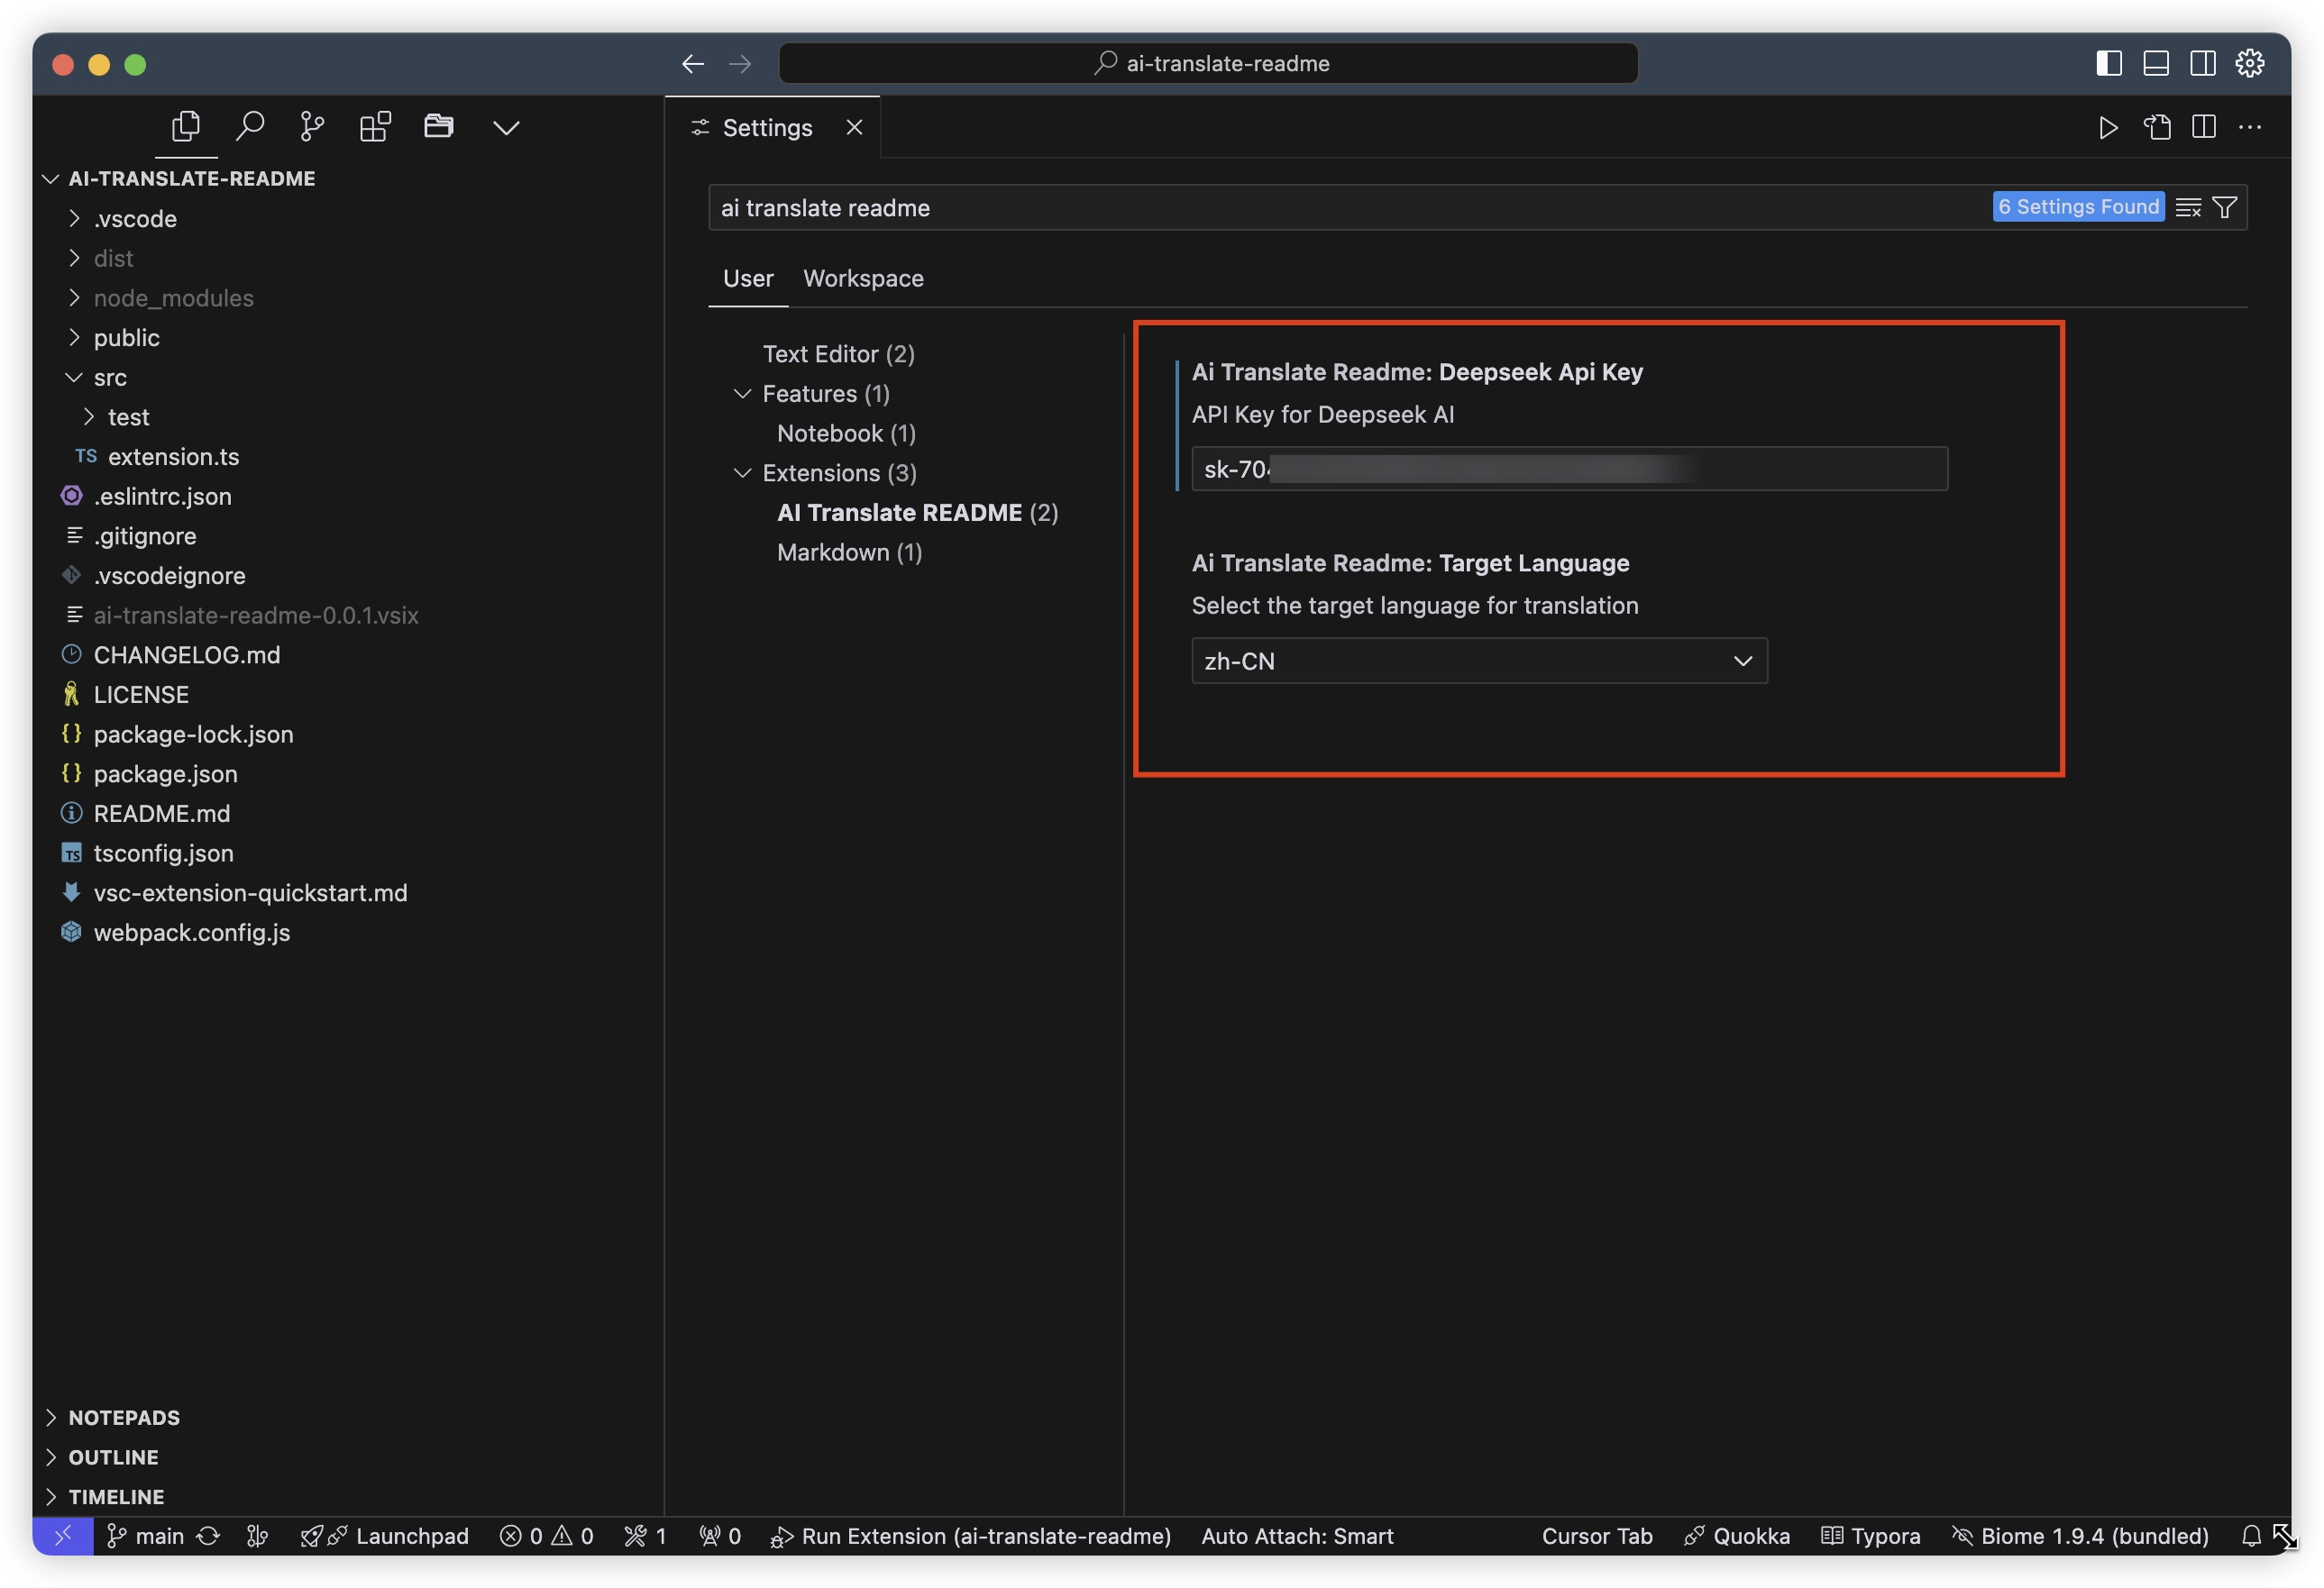 ai-translate-readme
Settings
AI-TRANSLATE-README
.vscode
dist
node_modules
public
src
test
TS extension.ts
.eslintrc.json
.gitignore
.vscodeignore
ai-translate-readme-0.0.1.vsix
CHANGELOG.md
LICENSE
{} package-lock.json
{} package.json
README.md
TS tsconfig.json
vsc-extension-quickstart.md
webpack.config.js
NOTEPADS
OUTLINE
TIMELINE
ai translate readme
6 Settings Found
User Workspace
Text Editor (2)
Features (1)
Notebook (1)
Extensions (3)
AI Translate README (2)
Markdown (1)
Ai Translate Readme: Deepseek Api Key
API Key for Deepseek AI
sk-70
Ai Translate Readme: Target Language
Select the target language for translation
zh-CN
main Launchpad 0 0 1 0 Run Extension (ai-translate-readme) Auto Attach: Smart Cursor Tab Quokka Typora Biome 1.9.4 (bundled)